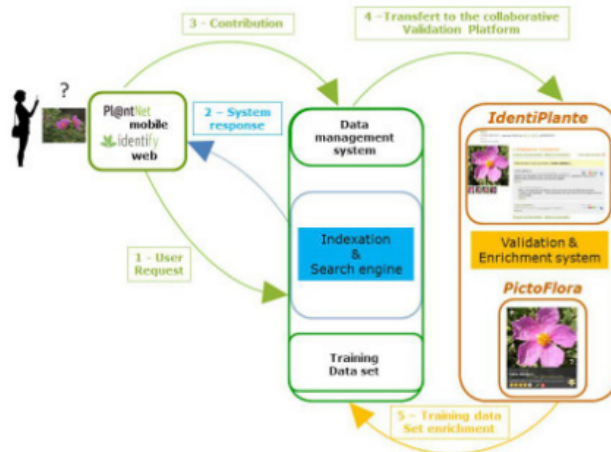 3 - Contribution
4 -Transfert to the collaborative
Validation Platform
?
Pl@ntNet
mobile
identify
web
2 - System
response
Data
management
system
IdentiPlante
1 - User
Request
Indexation
&
Search engine
Validation &
Enrichment system
PictoFlora
Training
Data set
5 - Training data
Set enrichment